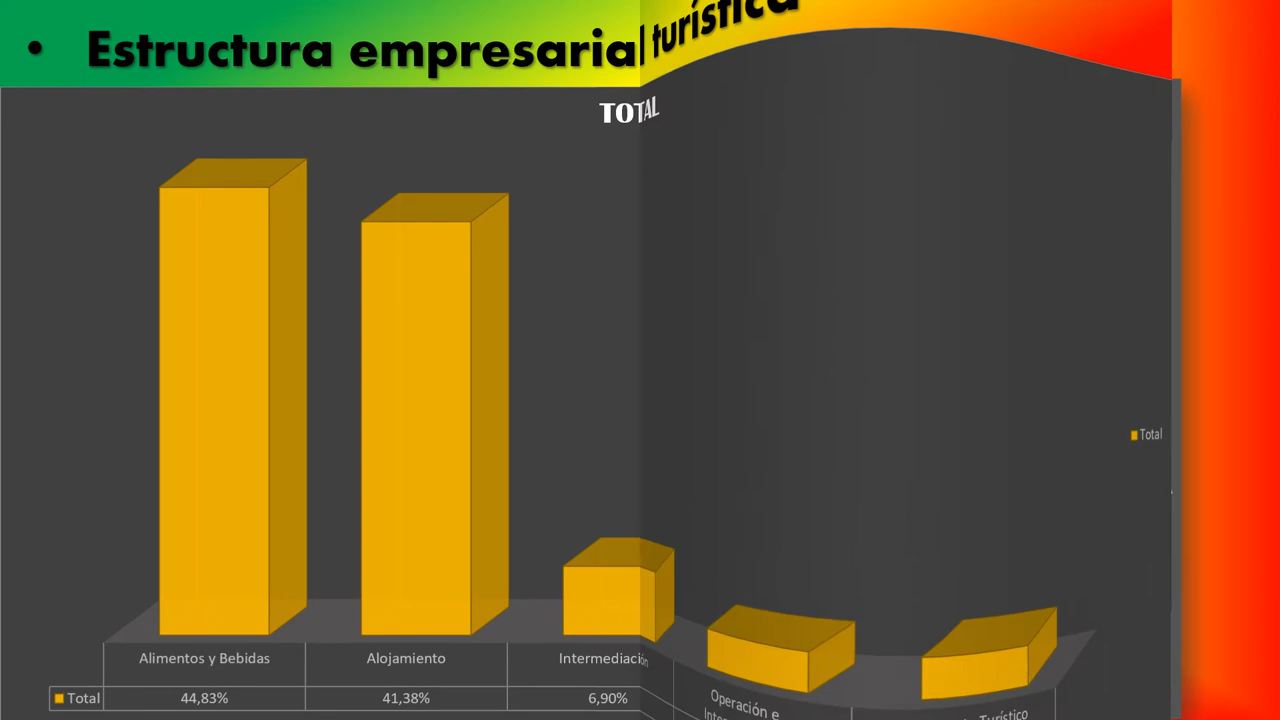 • Estructura empresarial turística
TOTAL
Total
Alimentos y Bebidas
Alojamiento
Intermediación
Operación e
Turístico
Total
44,83%
41,38%
6,90%